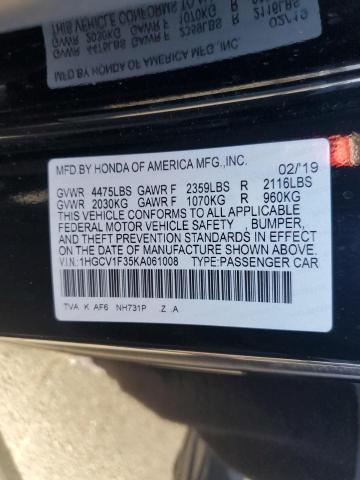 MFD.BY HONDA OF AMERICA MFG.,INC. 02/'19
GVWR 4475LBS GAWR F 2359LBS R 2116LBS
GVWR 2030KG GAWR F 1070KG R 960KG
THIS VEHICLE CONFORMS TO ALL APPLICABLE
FEDERAL MOTOR VEHICLE SAFETY , BUMPER,
AND THEFT PREVENTION STANDARDS IN EFFECT
ON THE DATE OF MANUFACTURE SHOWN ABOVE.
V.I.N:1HGCV1F35KA061008 TYPE:PASSENGER CAR
TVA K AF6 NH731P .Z .A